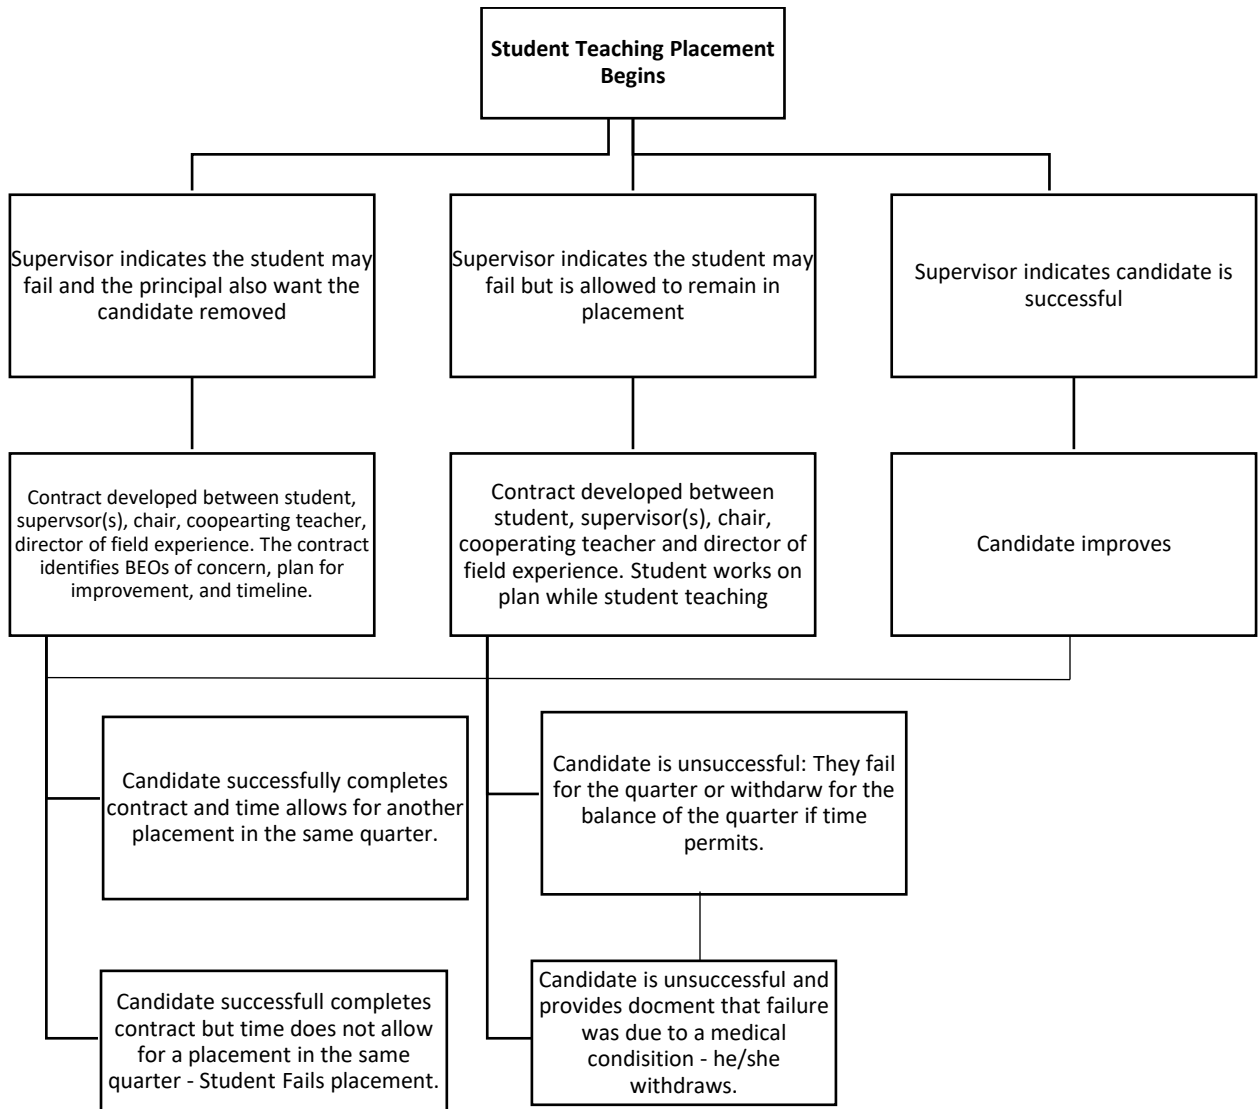 Student Teaching Placement
Begins
Supervisor indicates the student may
fail and the principal also want the
candidate removed
Supervisor indicates the student may
fail but is allowed to remain in
placement
Supervisor indicates candidate is
successful
Contract developed between student,
supervsor(s), chair, coopearting teacher,
director of field experience. The contract
identifies BEOs of concern, plan for
improvement, and timeline.
Contract developed between
student, supervisor(s), chair,
cooperating teacher and director of
field experience. Student works on
plan while student teaching
Candidate improves
Candidate successfully completes
contract and time allows for another
placement in the same quarter.
Candidate is unsuccessful: They fail
for the quarter or withdarw for the
balance of the quarter if time
permits.
Candidate successfull completes
contract but time does not allow
for a placement in the same
quarter - Student Fails placement.
Candidate is unsuccessful and
provides docment that failure
was due to a medical
condisition - he/she
withdraws.